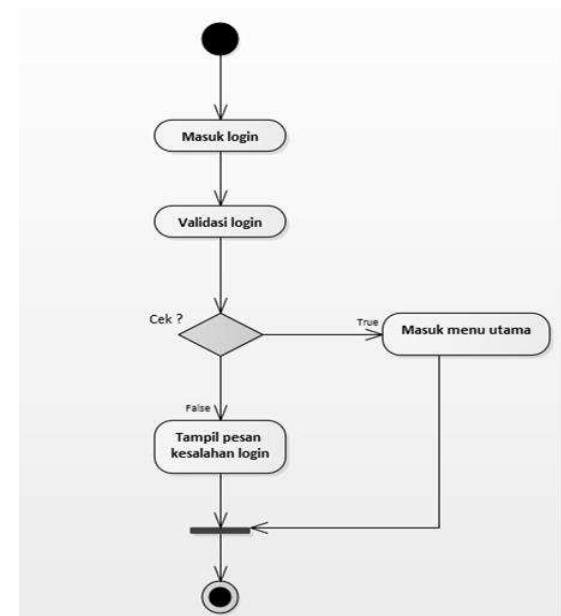 Masuk login
Validasi login
Cek ?
True
Masuk menu utama
False
Tampil pesan
kesalahan login